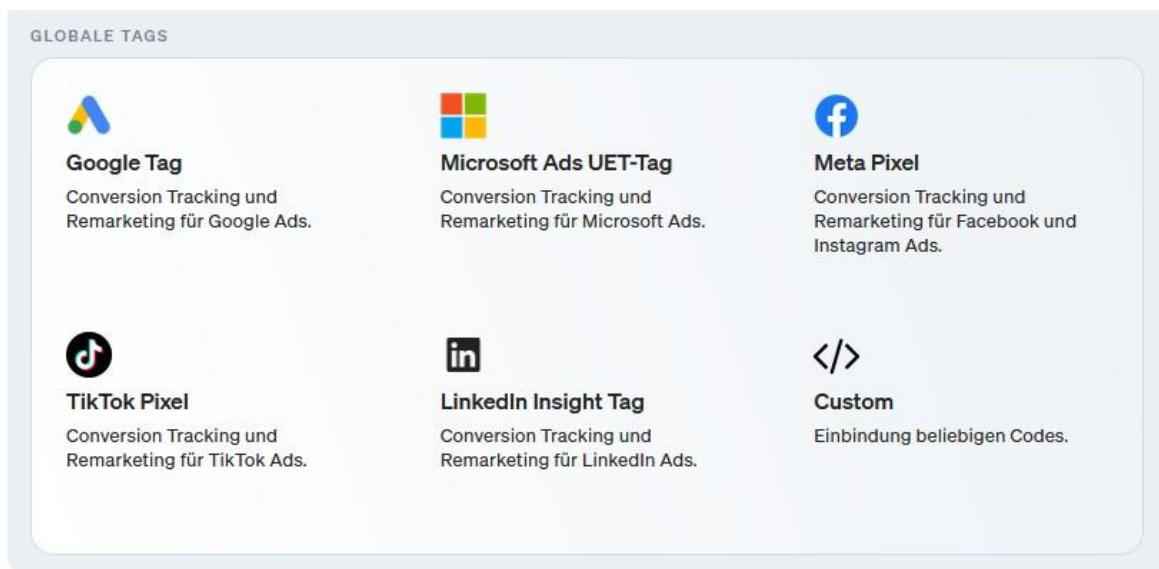 GLOBALE TAGS
Google Tag
Conversion Tracking und
Remarketing für Google Ads.
Microsoft Ads UET-Tag
Conversion Tracking und
Remarketing für Microsoft Ads.
Meta Pixel
Conversion Tracking und
Remarketing für Facebook und
Instagram Ads.
TikTok Pixel
Conversion Tracking und
Remarketing für TikTok Ads.
in
LinkedIn Insight Tag
Conversion Tracking und
Remarketing für LinkedIn Ads.
</>
Custom
Einbindung beliebigen Codes.